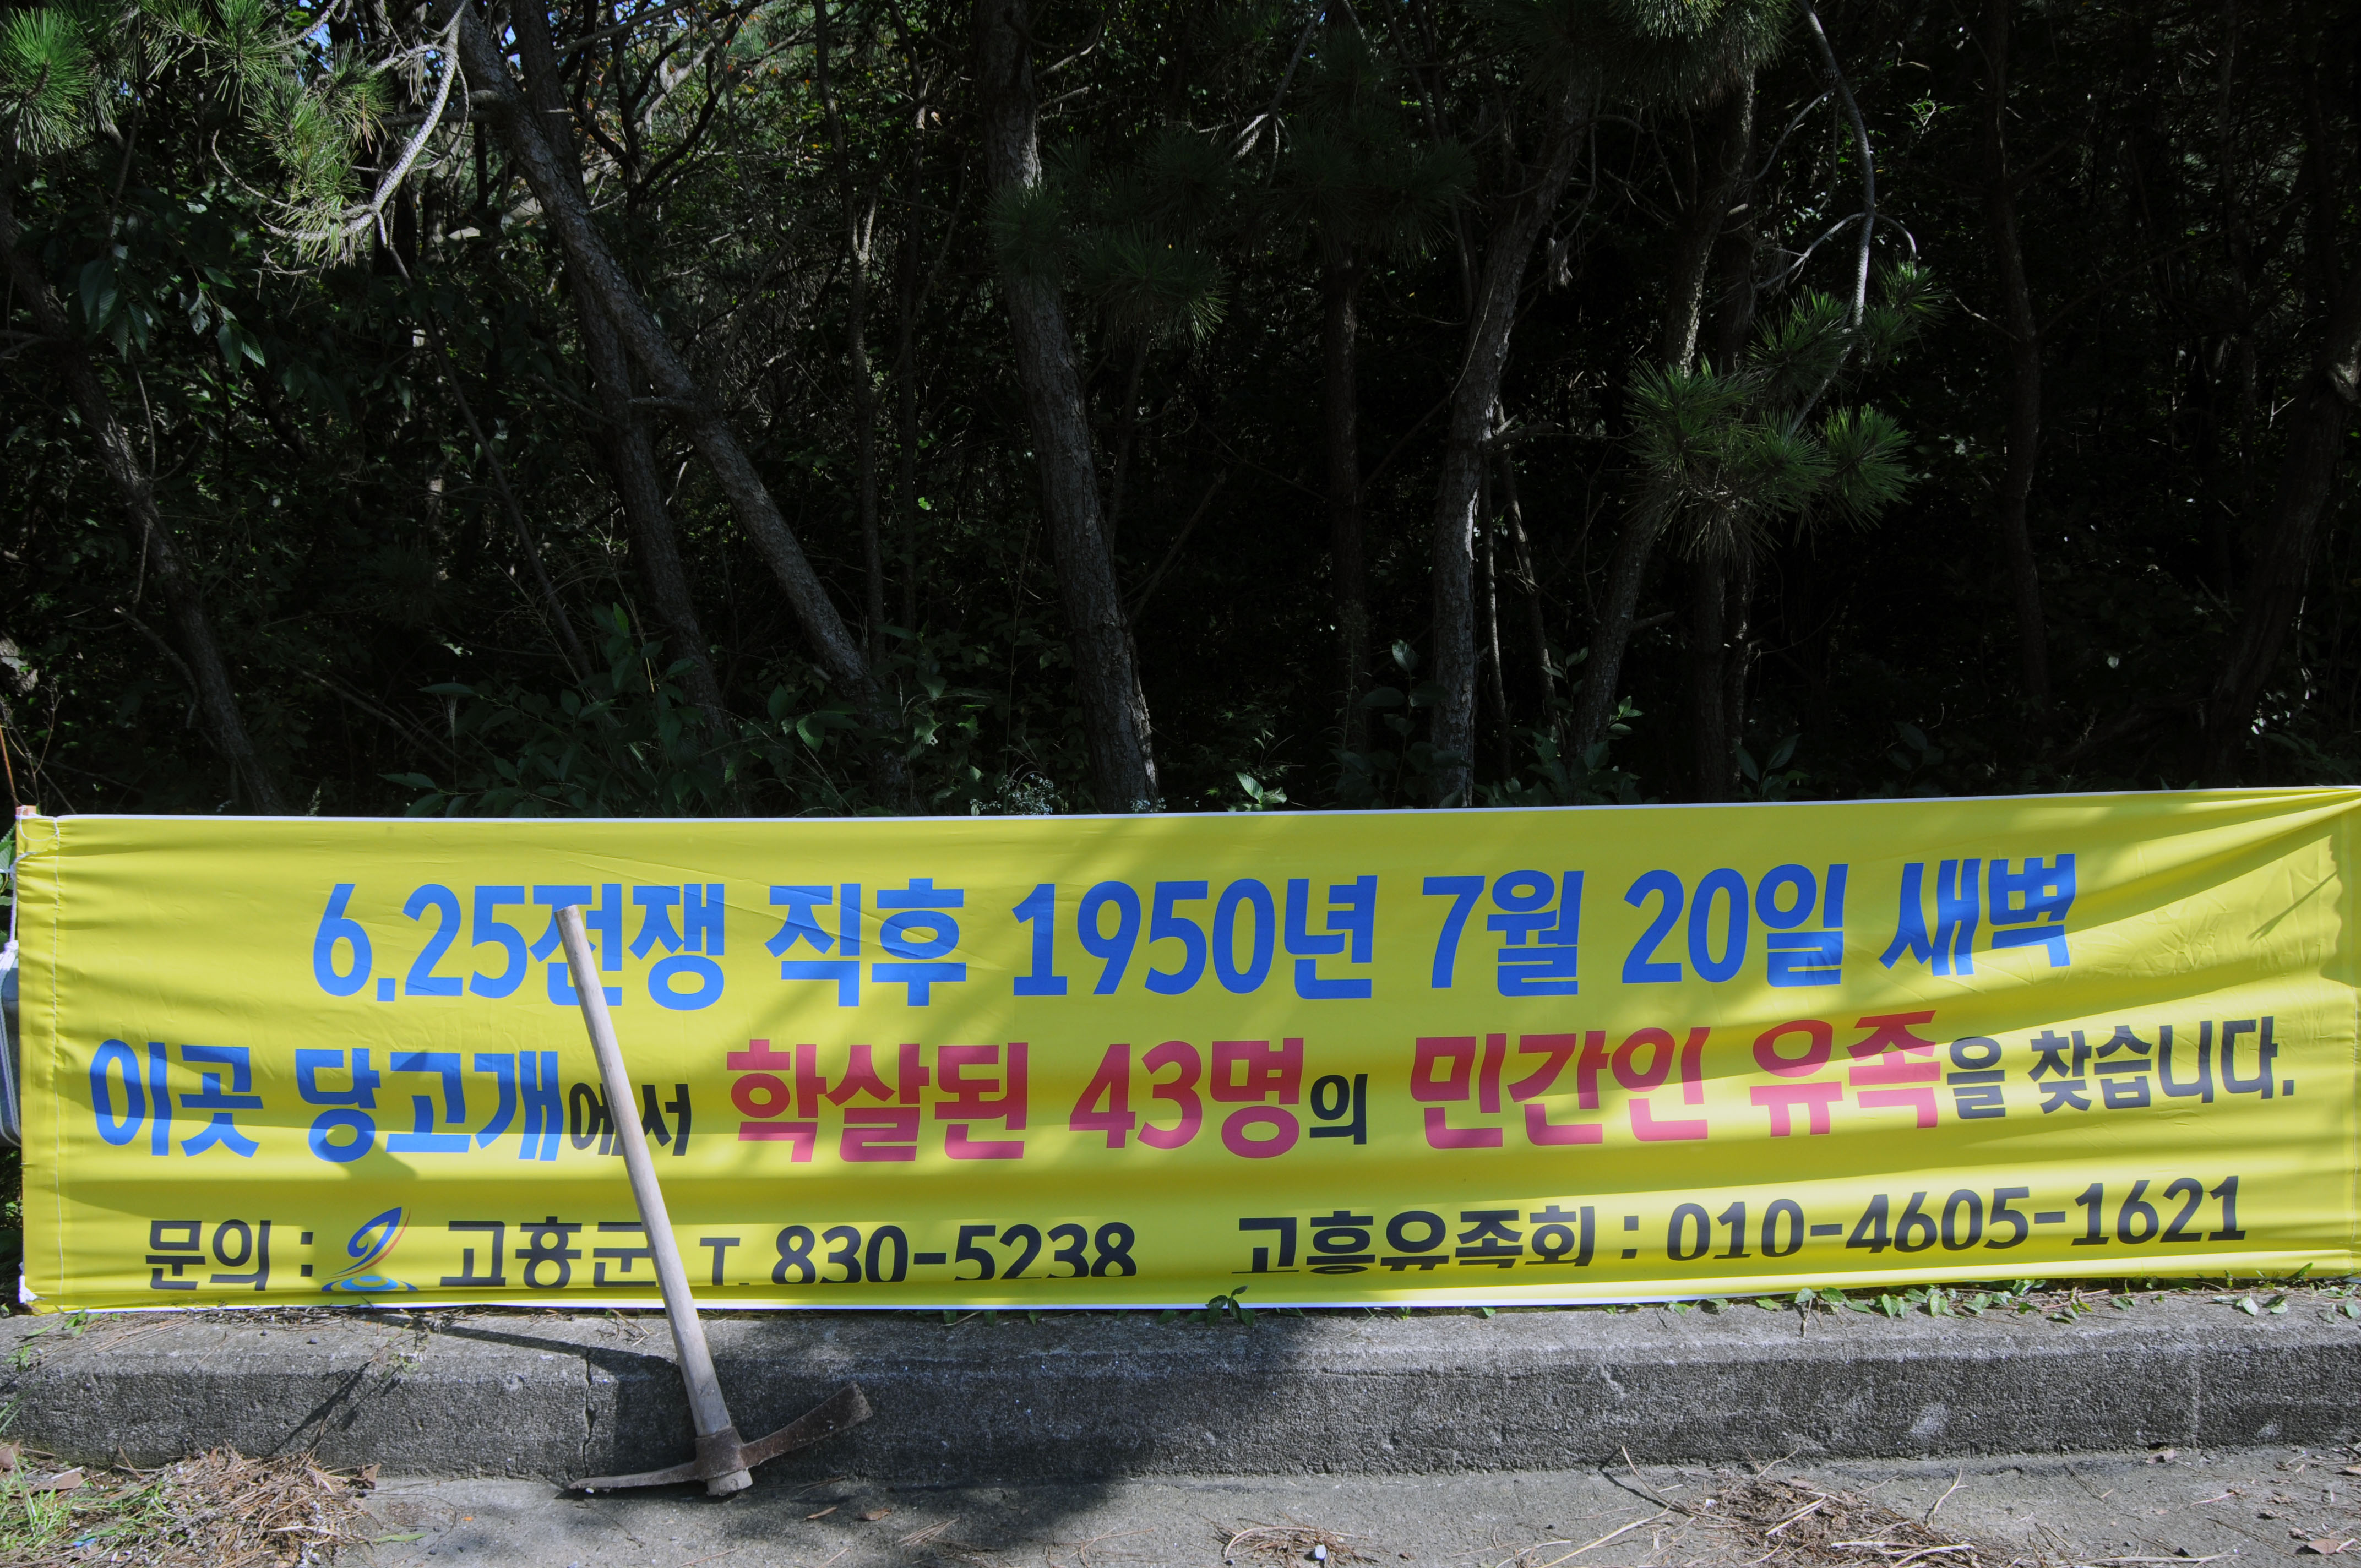 6.25전쟁 직후 1950년 7월 20일 새벽
이곳 당고개에서 학살된 43명의 민간인 유족을 찾습니다.
문의 : 고흥군 T. 830-5238 고흥유족회 : 010-4605-1621